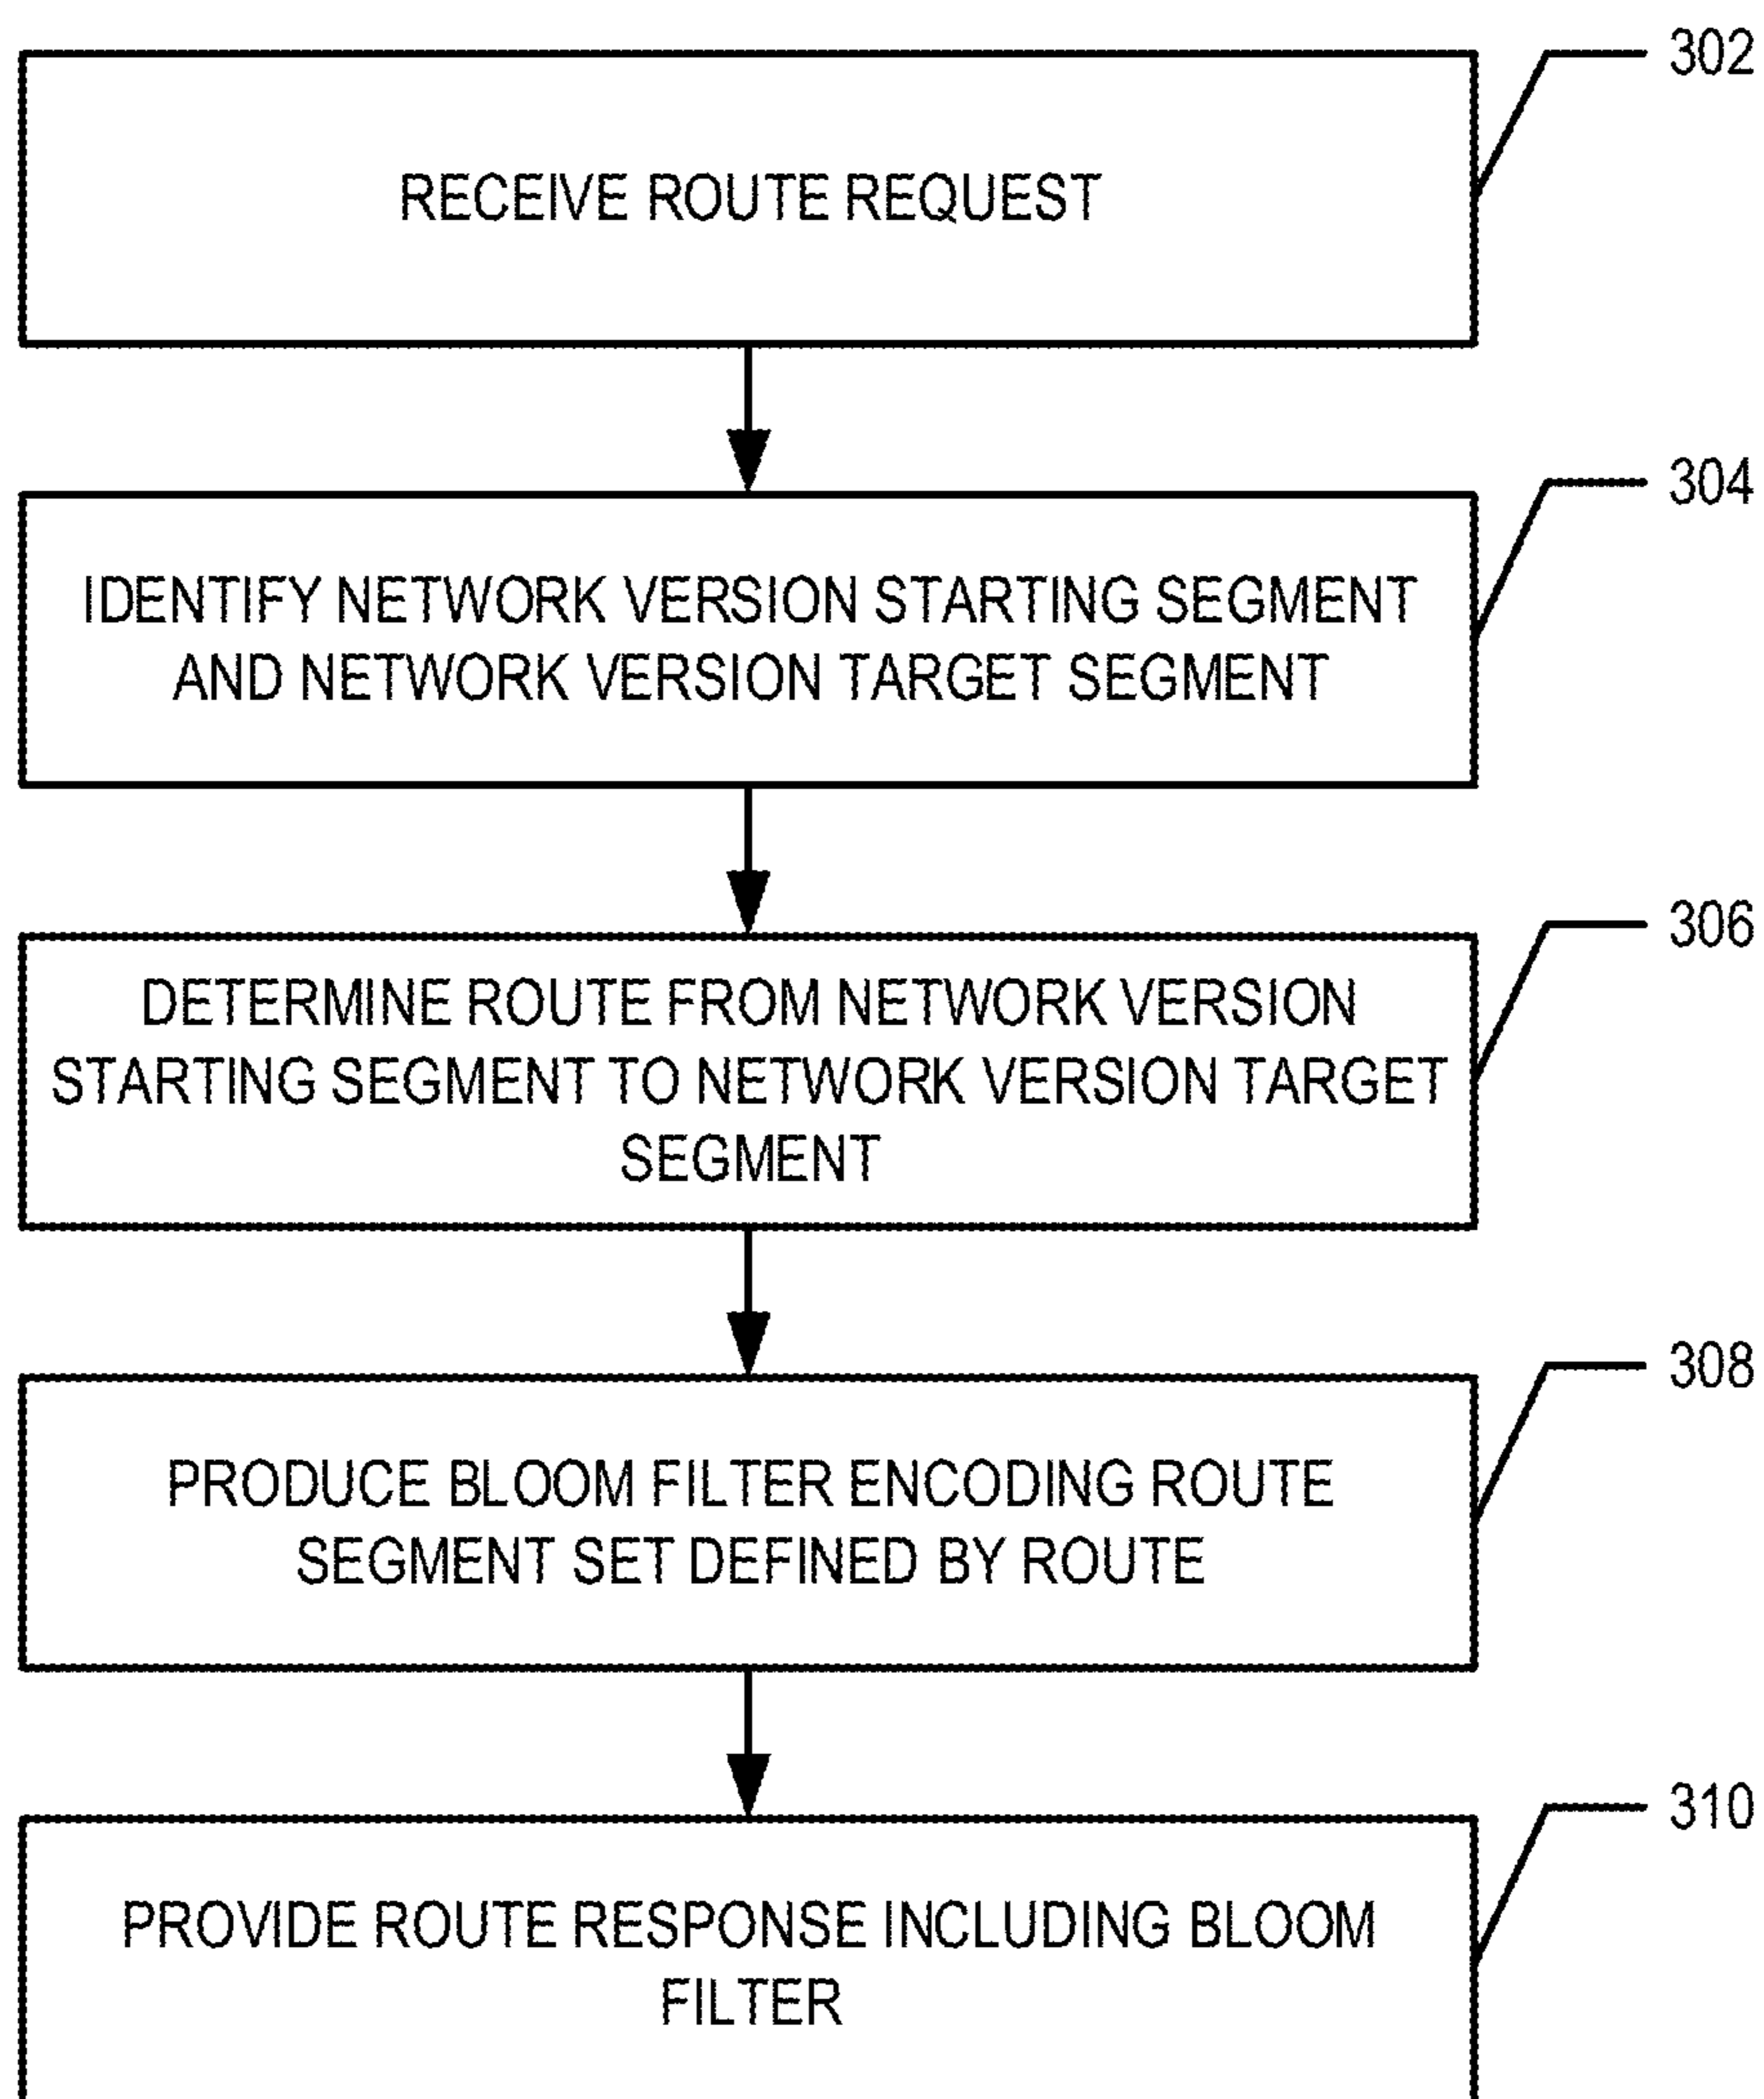 302
RECEIVE ROUTE REQUEST
304
IDENTIFY NETWORK VERSION STARTING SEGMENT
AND NETWORK VERSION TARGET SEGMENT
306
DETERMINE ROUTE FROM NETWORK VERSION
STARTING SEGMENT TO NETWORK VERSION TARGET
SEGMENT
308
PRODUCE BLOOM FILTER ENCODING ROUTE
SEGMENT SET DEFINED BY ROUTE
310
PROVIDE ROUTE RESPONSE INCLUDING BLOOM
FILTER